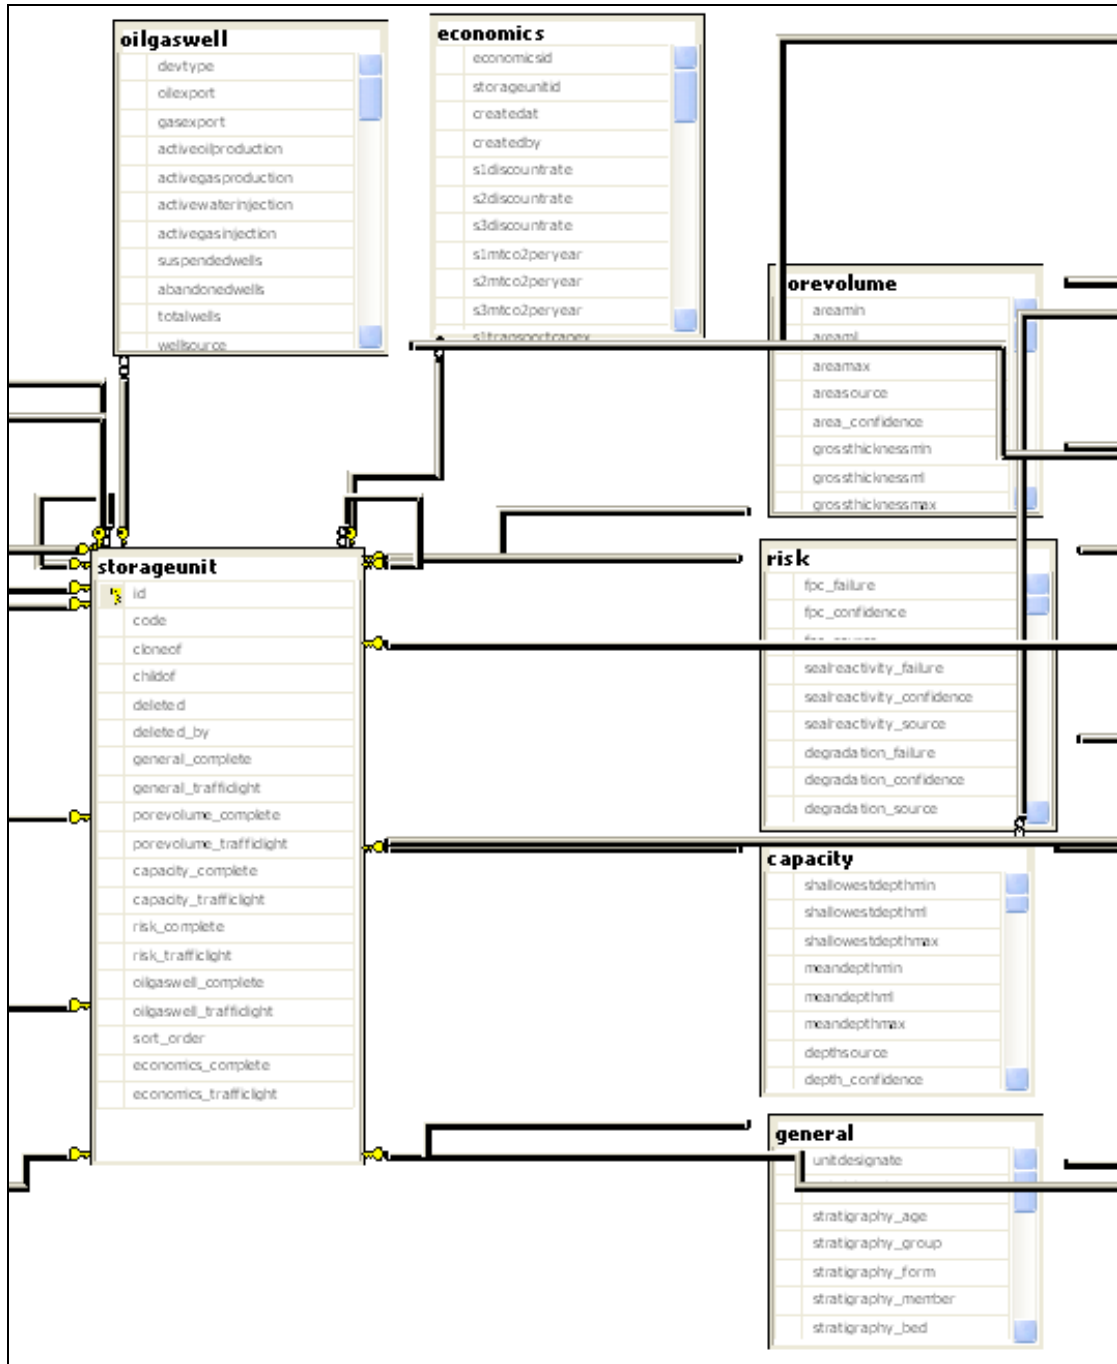 oilgaswell
devtype
oilexport
gasexport
activeoilproduction
activegasproduction
activewaterinjection
activegasinjection
suspendedwells
abandonedwells
totalwells
wellsource
economics
economicsid
storageunitid
createdat
createdby
s1discountrate
s2discountrate
s3discountrate
s1mtco2peryear
s2mtco2peryear
s3mtco2peryear
s1transportcapex
orevolume
areamin
areaml
areamax
areasource
area_confidence
grossthicknessmin
grossthicknessml
grossthicknessmax
storageunit
id
code
cloneof
childof
deleted
deleted_by
general_complete
general_trafficlight
porevolume_complete
porevolume_trafficlight
capacity_complete
capacity_trafficlight
risk_complete
risk_trafficlight
oilgaswell_complete
oilgaswell_trafficlight
sort_order
economics_complete
economics_trafficlight
risk
fpc_failure
fpc_confidence
fpc_source
sealreactivity_failure
sealreactivity_confidence
sealreactivity_source
degradation_failure
degradation_confidence
degradation_source
capacity
shallowestdepthmin
shallowestdepthml
shallowestdepthmax
meandepthmin
meandepthml
meandepthmax
depthsource
depth_confidence
general
unitdesignate
stratigraphy_age
stratigraphy_group
stratigraphy_form
stratigraphy_member
stratigraphy_bed